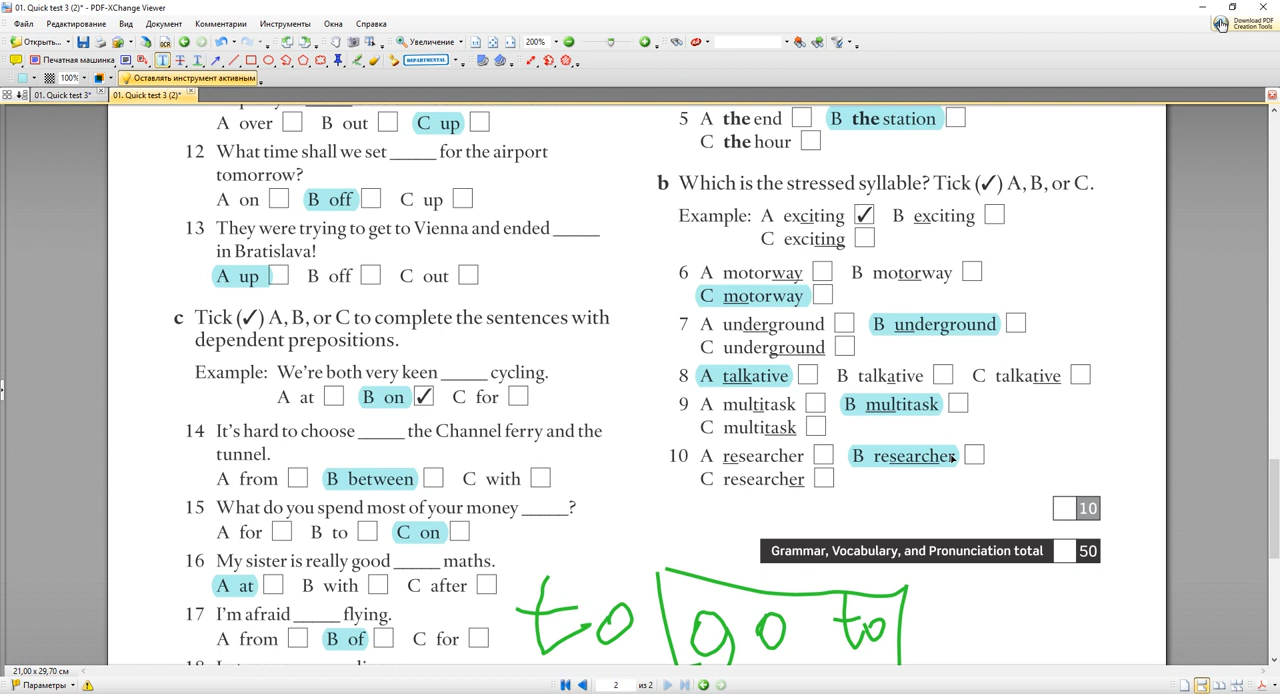 01. Quick test 3 (2)* - PDF-XChange Viewer
Файл Редактирование Вид Документ Комментарии Инструменты Окна Справка
Download PDF
Creation Tools
Открыть... OCR Увеличение 200%
Печатная машинка DEPARTMENTAL
100% Оставлять инструмент активным
01. Quick test 3* 01. Quick test 3 (2)*
A over B out C up
12 What time shall we set _____ for the airport
tomorrow?
A on B off C up
13 They were trying to get to Vienna and ended _____
in Bratislava!
A up B off C out
c Tick (✓) A, B, or C to complete the sentences with
dependent prepositions.
Example: We're both very keen _____ cycling.
A at B on ✓ C for
14 It's hard to choose _____ the Channel ferry and the
tunnel.
A from B between C with
15 What do you spend most of your money _____?
A for B to C on
16 My sister is really good _____ maths.
A at B with C after
17 I'm afraid _____ flying.
A from B of C for
5 A the end B the station
C the hour
b Which is the stressed syllable? Tick (✓) A, B, or C.
Example: A exciting ✓ B exciting
C exciting
6 A motorway B motorway
C motorway
7 A underground B underground
C underground
8 A talkative B talkative C talkative
9 A multitask B multitask
C multitask
10 A researcher B researcher
C researcher
10
Grammar, Vocabulary, and Pronunciation total 50
to go to
21,00 x 29,70 см
Параметры 2 из 2